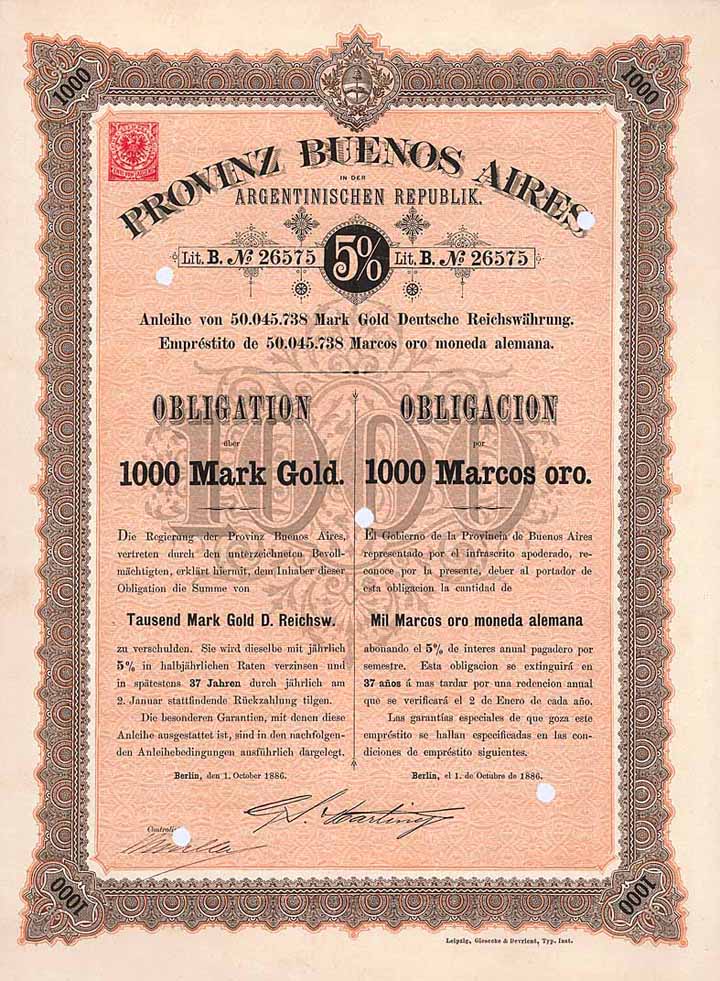 1000
1000
PROVINZ BUENOS AIRES
IN DER
ARGENTINISCHEN REPUBLIK.
Lit. B. № 26575
5%
Lit. B. № 26575
Anleihe von 50.045.738 Mark Gold Deutsche Reichswährung.
Empréstito de 50.045.738 Marcos oro moneda alemana.
1000
OBLIGATION
über
1000 Mark Gold.
Die Regierung der Provinz Buenos Aires,
vertreten durch den unterzeichneten Bevoll-
mächtigten, erklärt hiermit, dem Inhaber dieser
Obligation die Summe von
Tausend Mark Gold D. Reichsw.
zu verschulden. Sie wird dieselbe mit jährlich
5% in halbjährlichen Raten verzinsen und
in spätestens 37 Jahren durch jährlich am
2. Januar stattfindende Rückzahlung tilgen.
Die besonderen Garantien, mit denen diese
Anleihe ausgestattet ist, sind in den nachfolgen-
den Anleihebedingungen ausführlich dargelegt.
Berlin, den 1. October 1886.
OBLIGACION
por
1000 Marcos oro.
El Gobierno de la Provincia de Buenos Aires
representado por el infrascrito apoderado, re-
conoce por la presente, deber al portador de
esta obligacion la cantidad de
Mil Marcos oro moneda alemana
abonando el 5% de interes anual pagadero por
semestre. Esta obligacion se extinguirá en
37 años á mas tardar por una redencion anual
que se verificará el 2 de Enero de cada año.
Las garantías especiales de que goza este
empréstito se hallan especificadas en las con-
diciones de empréstito siguientes.
Berlin, el 1. de Octubre de 1886.
1000
1000
Leipzig, Giesecke & Devrient, Typ. Inst.